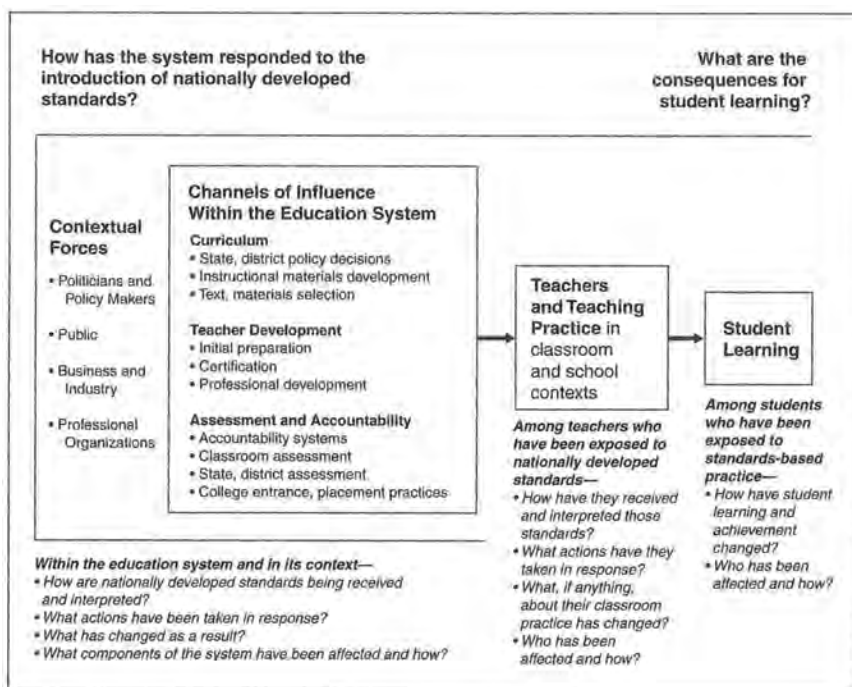 How has the system responded to the
introduction of nationally developed
standards?
What are the
consequences for
student learning?
Contextual
Forces
• Politicians and
Policy Makers
• Public
• Business and
Industry
• Professional
Organizations
Channels of Influence
Within the Education System
Curriculum
• State, district policy decisions
• Instructional materials development
• Text, materials selection
Teacher Development
• Initial preparation
• Certification
• Professional development
Assessment and Accountability
• Accountability systems
• Classroom assessment
• State, district assessment
• College entrance, placement practices
Teachers
and Teaching
Practice in
classroom
and school
contexts
Student
Learning
Within the education system and in its context—
• How are nationally developed standards being received
and interpreted?
• What actions have been taken in response?
• What has changed as a result?
• What components of the system have been affected and how?
Among teachers who
have been exposed to
nationally developed
standards—
• How have they received
and interpreted those
standards?
• What actions have they
taken in response?
• What, if anything,
about their classroom
practice has changed?
• Who has been
affected and how?
Among students
who have been
exposed to
standards-based
practice—
• How have student
learning and
achievement
changed?
• Who has been
affected and how?